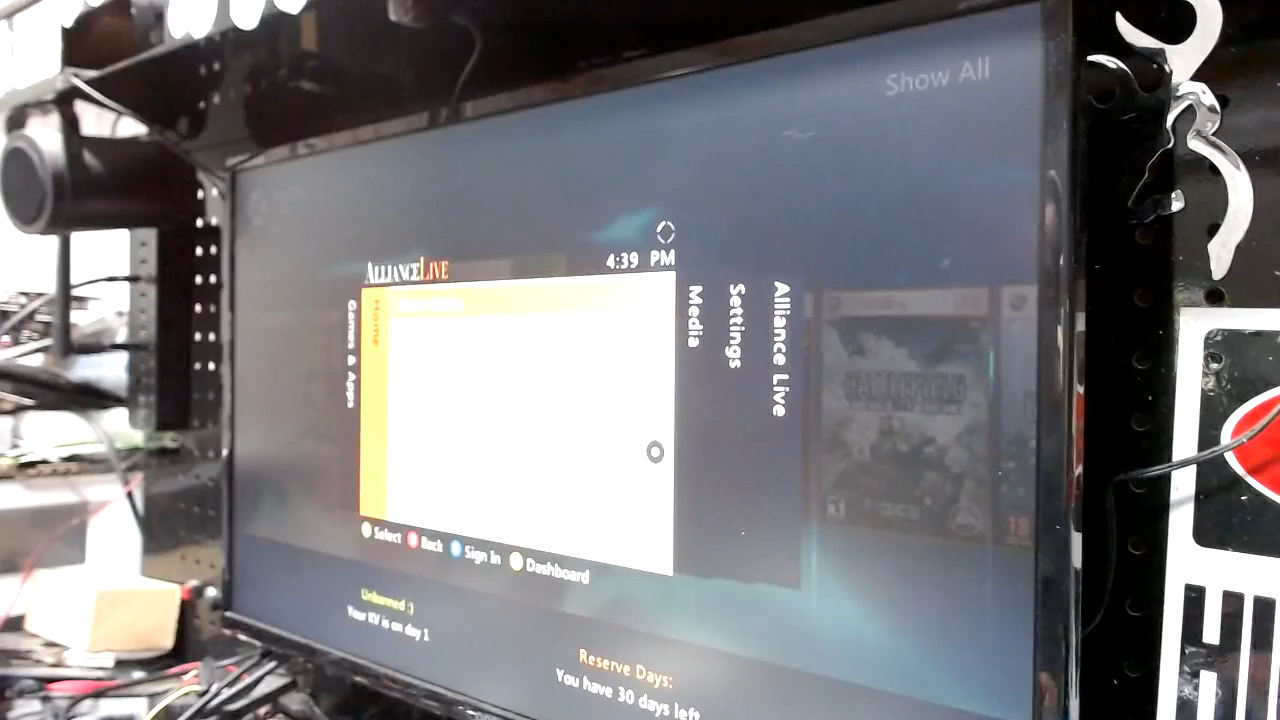 Show All
4:39 PM
ALLIANCELIVE
Games & Apps
Home
Media
Settings
Alliance Live
Select
Back
Sign In
Dashboard
Unbanned :)
Your KV is on day 1
Reserve Days:
You have 30 days left
18